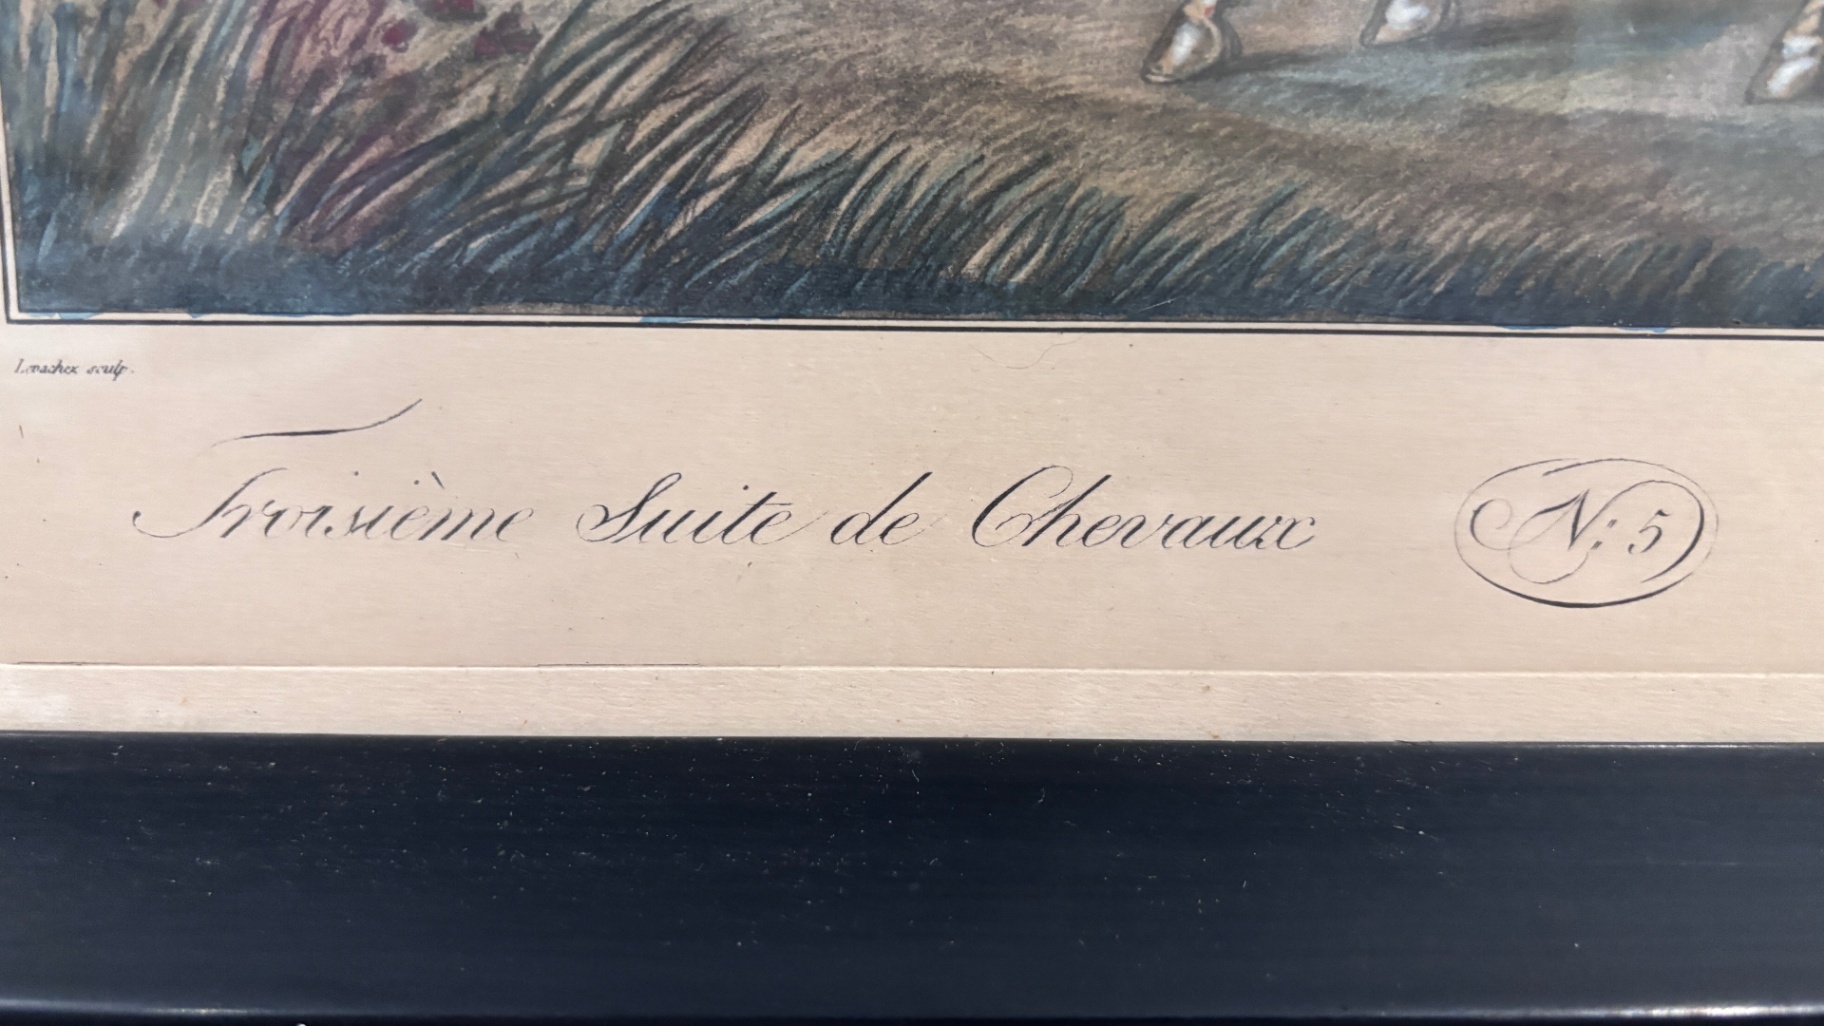 Levachez sculp.
Troisième Suite de Chevaux N: 5